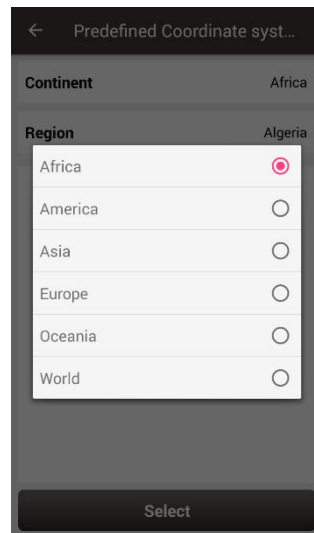 Predefined Coordinate syst...
Continent Africa
Region Algeria
Africa
America
Asia
Europe
Oceania
World
Select